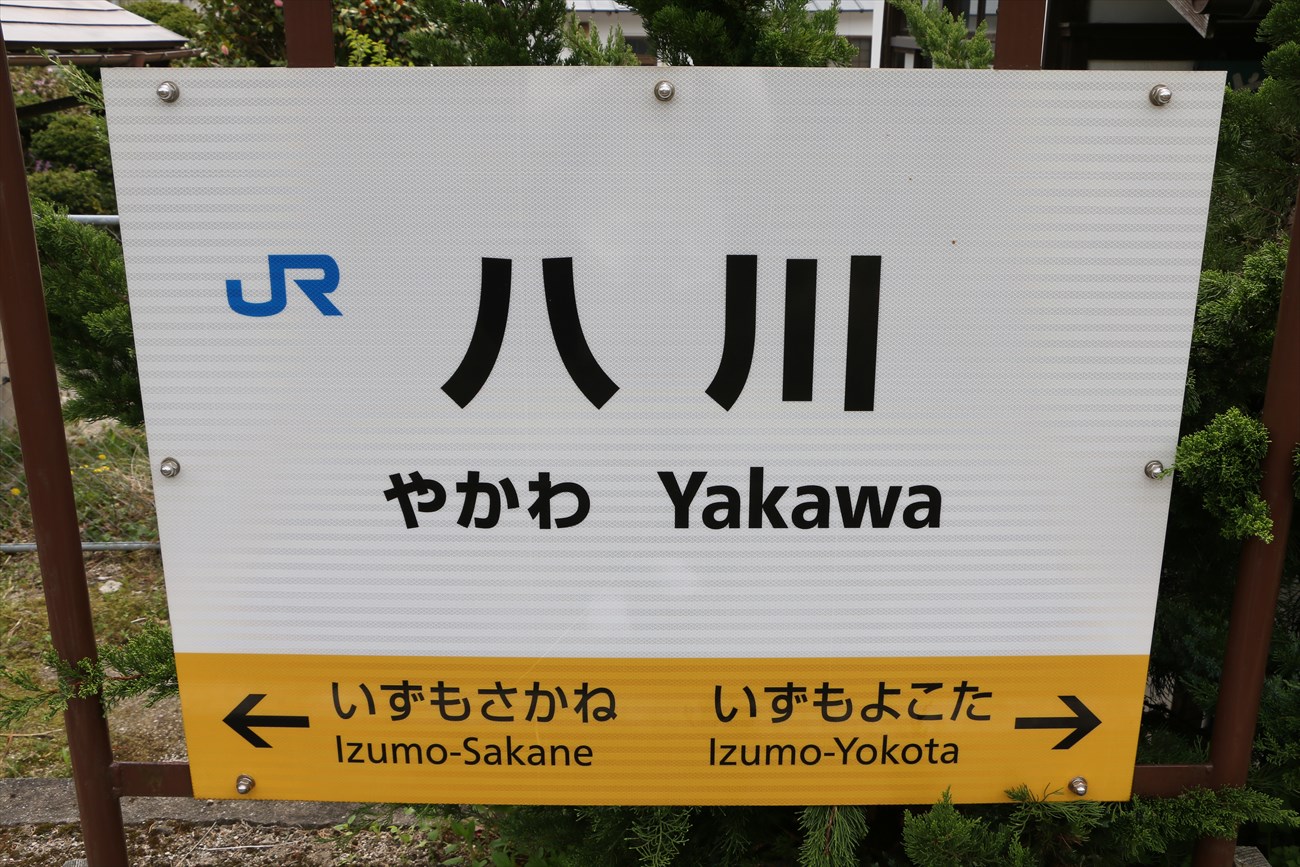 JR 八川
やかわ Yakawa
← いずもさかね いずもよこた →
Izumo-Sakane Izumo-Yokota